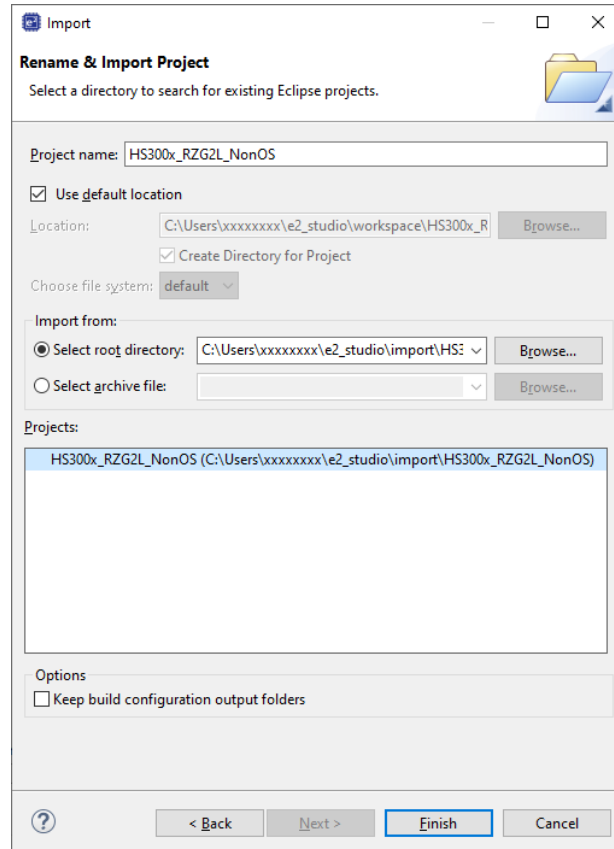 Import
Rename & Import Project
Select a directory to search for existing Eclipse projects.
Project name: HS300x_RZG2L_NonOS
Use default location
Location: C:\Users\xxxxxxxx\e2_studio\workspace\HS300x_R Browse...
Create Directory for Project
Choose file system: default
Import from:
Select root directory: C:\Users\xxxxxxxx\e2_studio\import\HS3 Browse...
Select archive file: Browse...
Projects:
HS300x_RZG2L_NonOS (C:\Users\xxxxxxxx\e2_studio\import\HS300x_RZG2L_NonOS)
Options
Keep build configuration output folders
? < Back Next > Finish Cancel